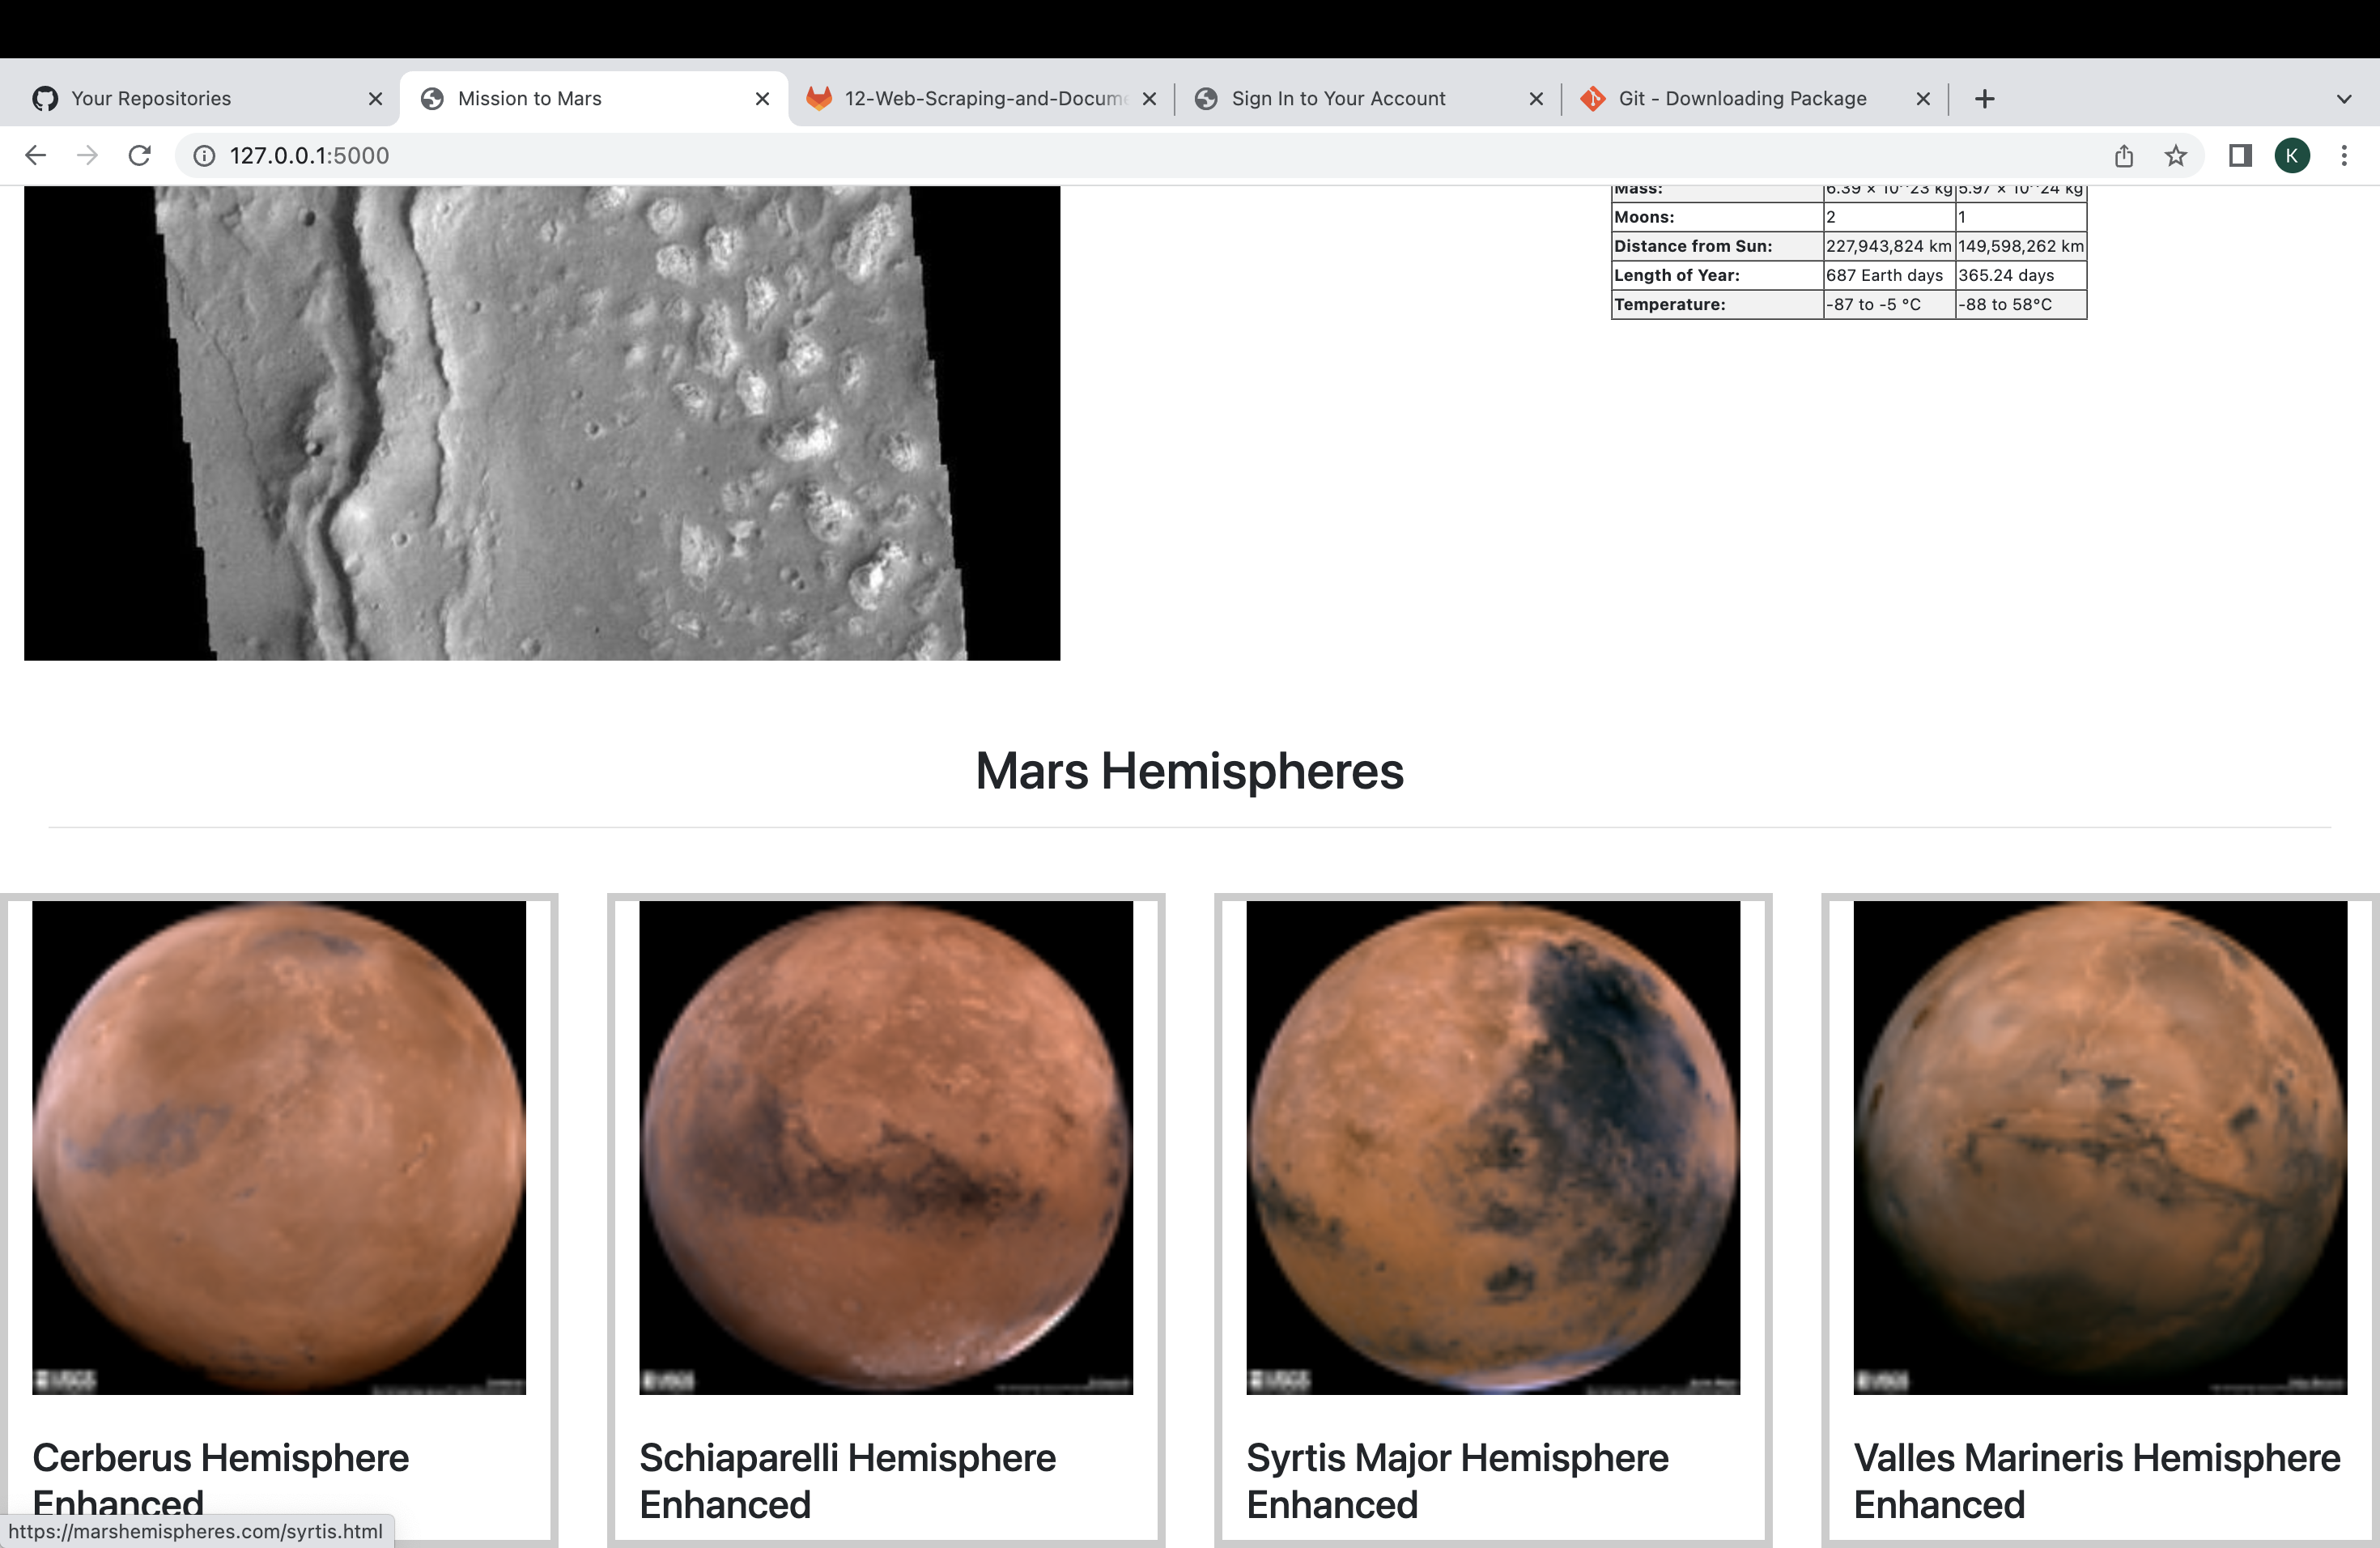 Your Repositories
Mission to Mars
12-Web-Scraping-and-Docum
Sign In to Your Account
Git - Downloading Package
127.0.0.1:5000
K
Mass: 6.39 × 10^23 kg 5.97 × 10^24 kg
Moons: 2 1
Distance from Sun: 227,943,824 km 149,598,262 km
Length of Year: 687 Earth days 365.24 days
Temperature: -87 to -5 °C -88 to 58°C
Mars Hemispheres
USGS
USGS
USGS
USGS
Cerberus Hemisphere
Enhanced
Schiaparelli Hemisphere
Enhanced
Syrtis Major Hemisphere
Enhanced
Valles Marineris Hemisphere
Enhanced
https://marshemispheres.com/syrtis.html